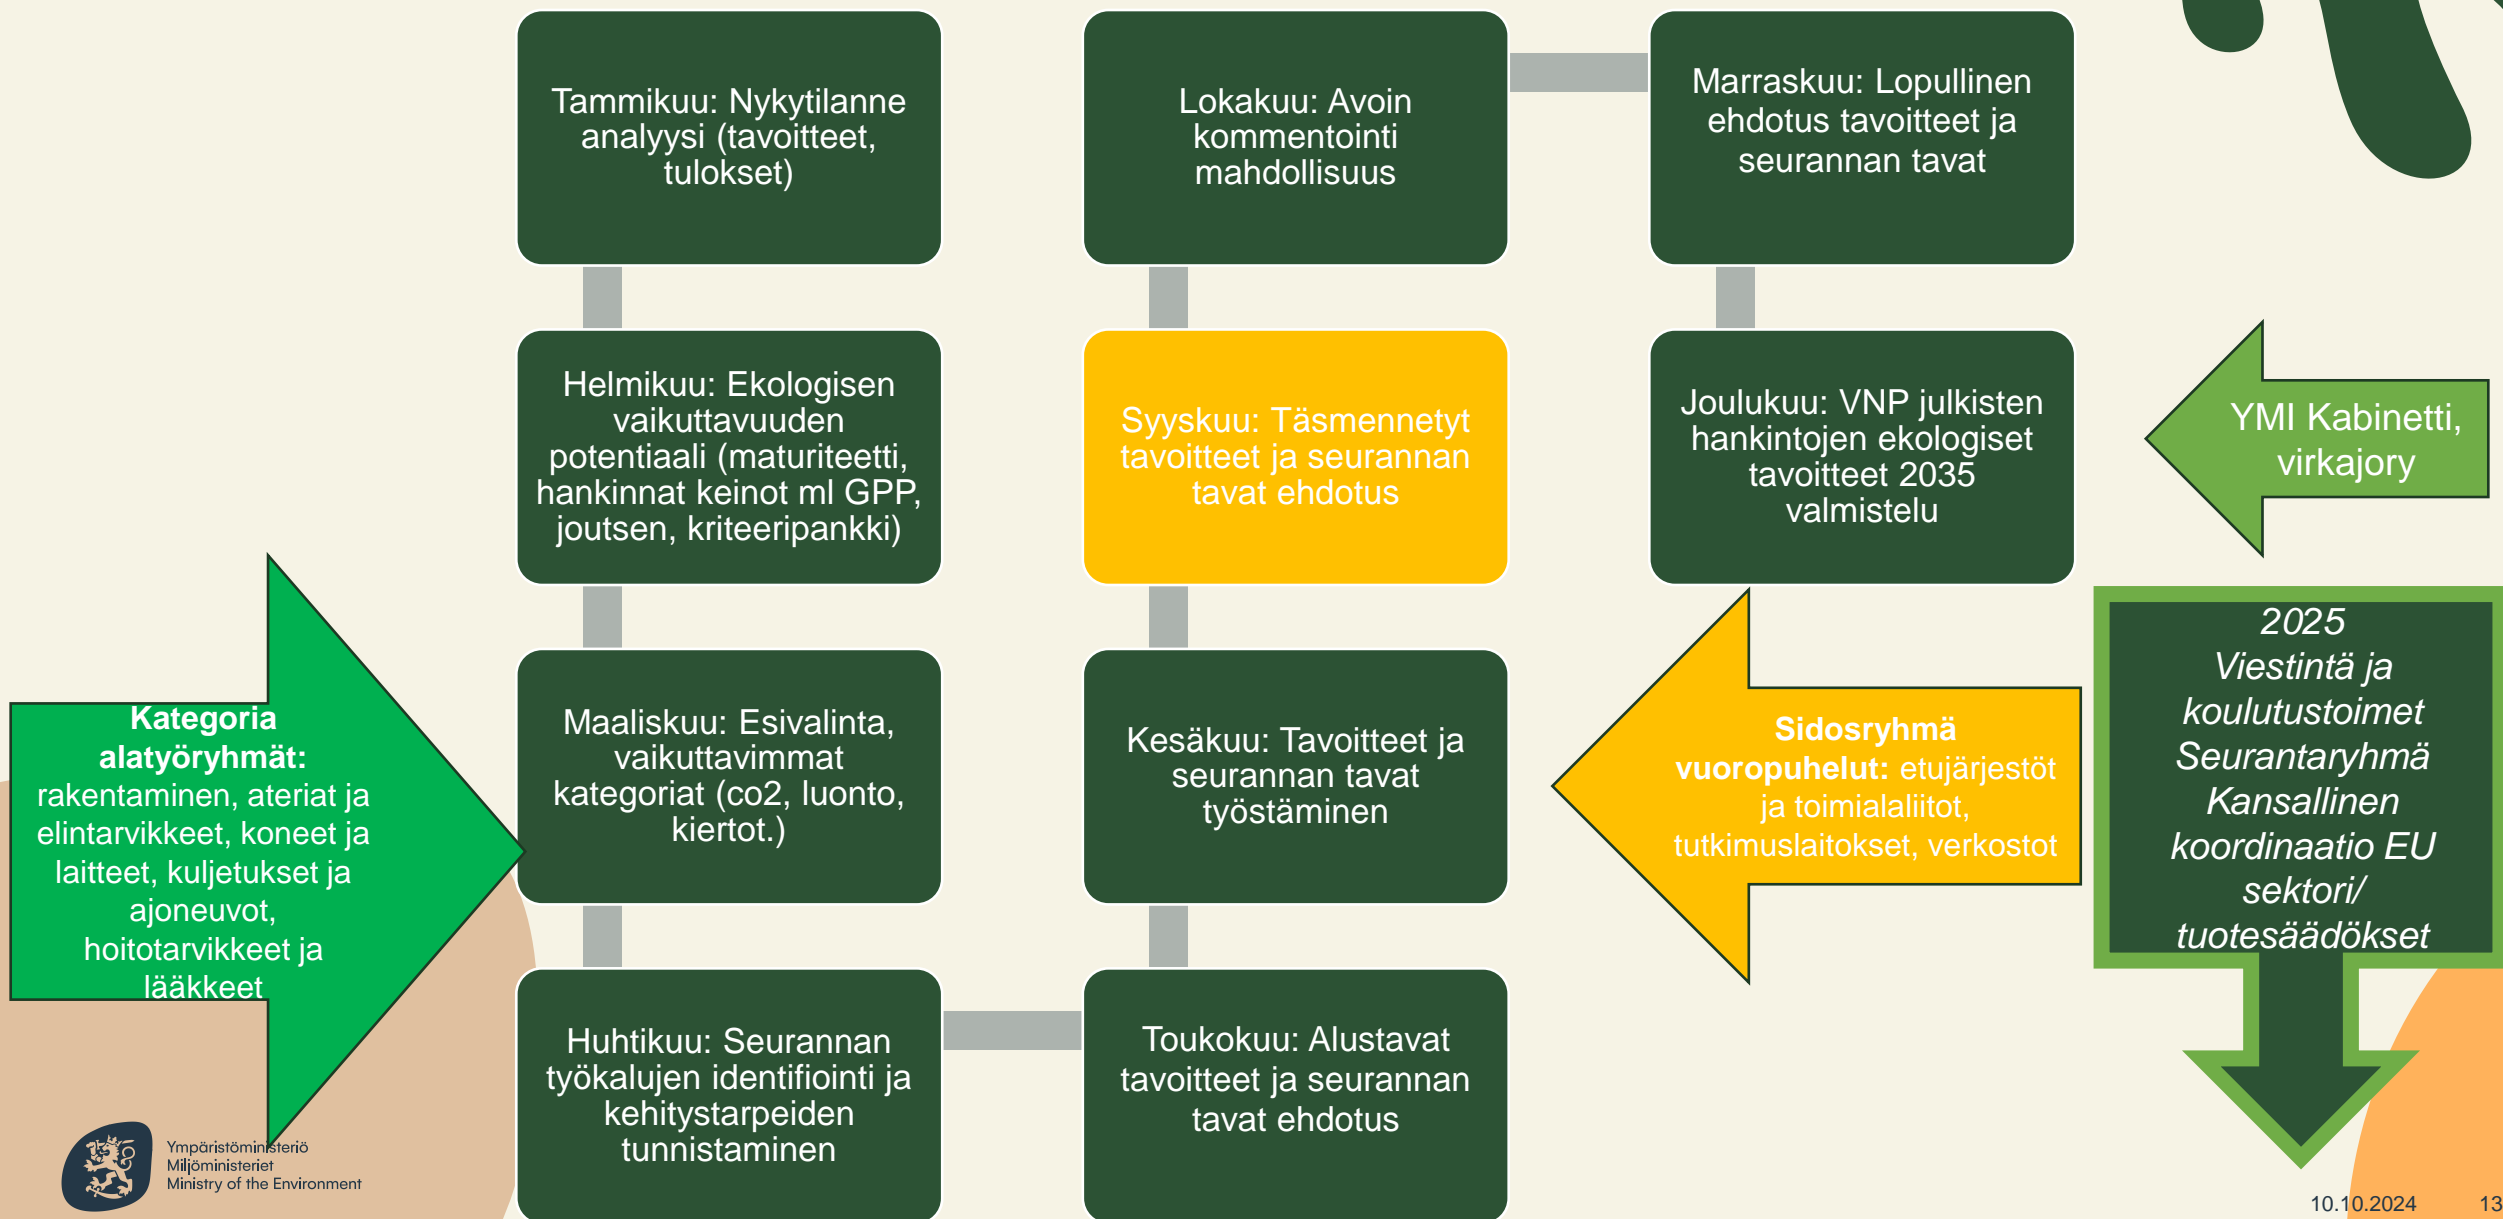 Tammikuu: Nykytilanne
analyysi (tavoitteet,
tulokset)
Helmikuu: Ekologisen
vaikuttavuuden
potentiaali (maturiteetti,
hankinnat keinot ml GPP,
joutsen, kriteeripankki)
Maaliskuu: Esivalinta,
vaikuttavimmat
kategoriat (co2, luonto,
kiertot.)
Huhtikuu: Seurannan
työkalujen identifiointi ja
kehitystarpeiden
tunnistaminen
Toukokuu: Alustavat
tavoitteet ja seurannan
tavat ehdotus
Kesäkuu: Tavoitteet ja
seurannan tavat
työstäminen
Syyskuu: Täsmennetyt
tavoitteet ja seurannan
tavat ehdotus
Lokakuu: Avoin
kommentointi
mahdollisuus
Marraskuu: Lopullinen
ehdotus tavoitteet ja
seurannan tavat
Joulukuu: VNP julkisten
hankintojen ekologiset
tavoitteet 2035
valmistelu
Kategoria
alatyöryhmät:
rakentaminen, ateriat ja
elintarvikkeet, koneet ja
laitteet, kuljetukset ja
ajoneuvot,
hoitotarvikkeet ja
lääkkeet
Sidosryhmä
vuoropuhelut: etujärjestöt
ja toimialaliitot,
tutkimuslaitokset, verkostot
YMI Kabinetti,
virkajory
2025
Viestintä ja
koulutustoimet
Seurantaryhmä
Kansallinen
koordinaatio EU
sektori/
tuotesäädökset
Ympäristöministeriö
Miljöministeriet
Ministry of the Environment
10.10.2024 13